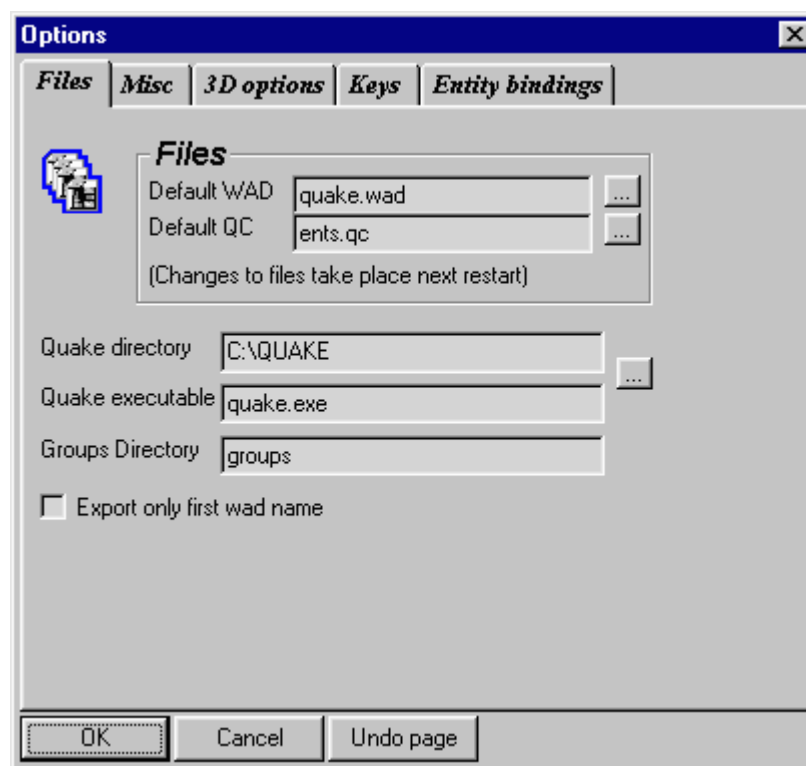 Options
Files Misc 3D options Keys Entity bindings
Files
Default WAD quake.wad ...
Default QC ents.qc ...
(Changes to files take place next restart)
Quake directory C:\QUAKE
...
Quake executable quake.exe
Groups Directory groups
Export only first wad name
OK Cancel Undo page